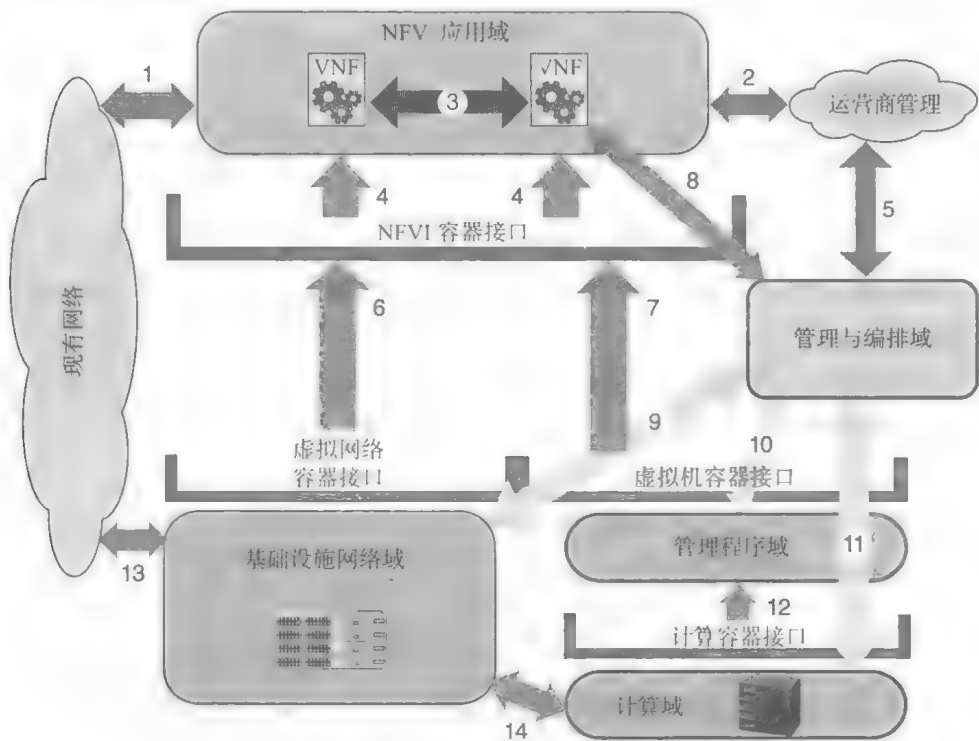 NFV 应用域
1
VNF
3
VNF
2
运营商管理
8
4
4
5
NFVI 容器接口
现有网络
6
7
管理与编排域
9
虚拟网络
容器接口
10
虚拟机容器接口
基础设施网络域
管理程序域
11
13
12
计算容器接口
计算域
14